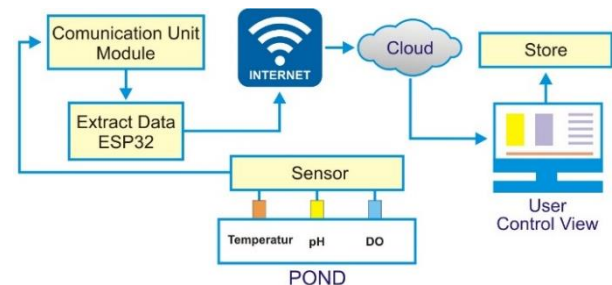 Comunication Unit
Module
INTERNET
Cloud
Store
Extract Data
ESP32
Sensor
User
Control View
Temperatur
pH
DO
POND